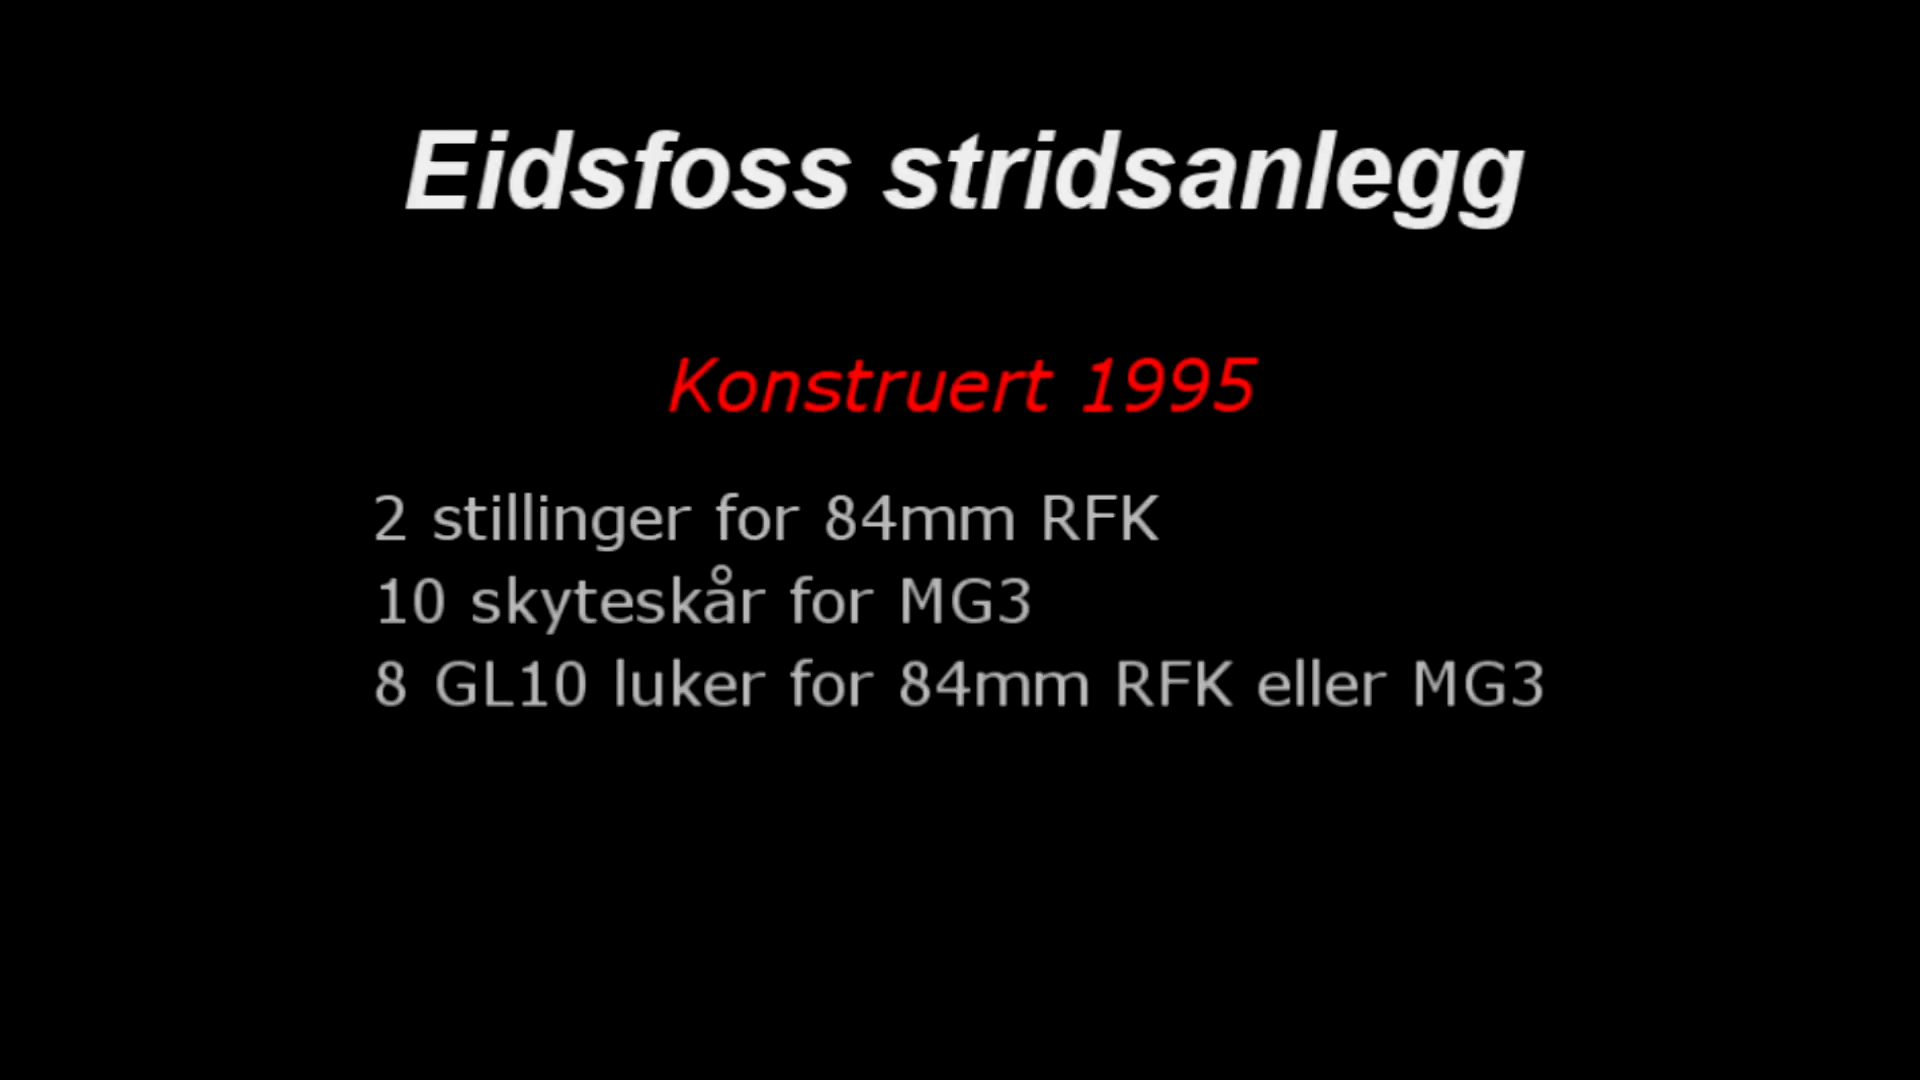 Eidsfoss stridsanlegg
Konstruert 1995
2 stillinger for 84mm RFK
10 skyteskår for MG3
8 GL10 luker for 84mm RFK eller MG3